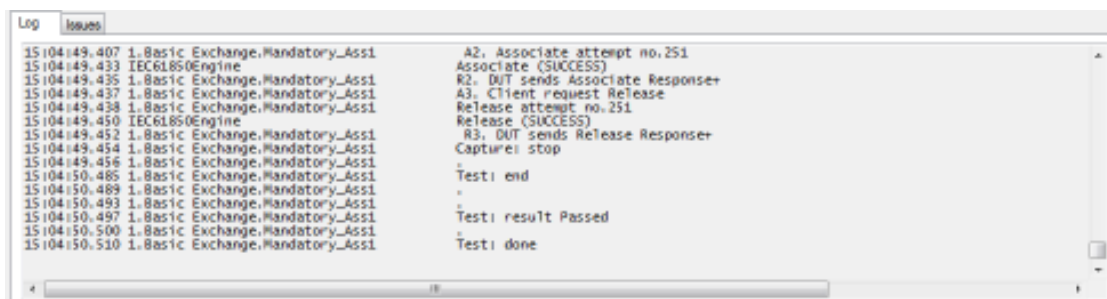 Log Issues
15:04:49.407 1.Basic Exchange.Mandatory_Ass1 A2. Associate attempt no.251
15:04:49.433 IEC61850Engine Associate (SUCCESS)
15:04:49.435 1.Basic Exchange.Mandatory_Ass1 R2. DUT sends Associate Response+
15:04:49.437 1.Basic Exchange.Mandatory_Ass1 A3. Client request Release
15:04:49.438 1.Basic Exchange.Mandatory_Ass1 Release attempt no.251
15:04:49.450 IEC61850Engine Release (SUCCESS)
15:04:49.452 1.Basic Exchange.Mandatory_Ass1 R3. DUT sends Release Response+
15:04:49.454 1.Basic Exchange.Mandatory_Ass1 Capture: stop
15:04:49.456 1.Basic Exchange.Mandatory_Ass1 .
15:04:50.485 1.Basic Exchange.Mandatory_Ass1 Test: end
15:04:50.489 1.Basic Exchange.Mandatory_Ass1 .
15:04:50.493 1.Basic Exchange.Mandatory_Ass1 .
15:04:50.497 1.Basic Exchange.Mandatory_Ass1 Test: result Passed
15:04:50.500 1.Basic Exchange.Mandatory_Ass1 .
15:04:50.510 1.Basic Exchange.Mandatory_Ass1 Test: done